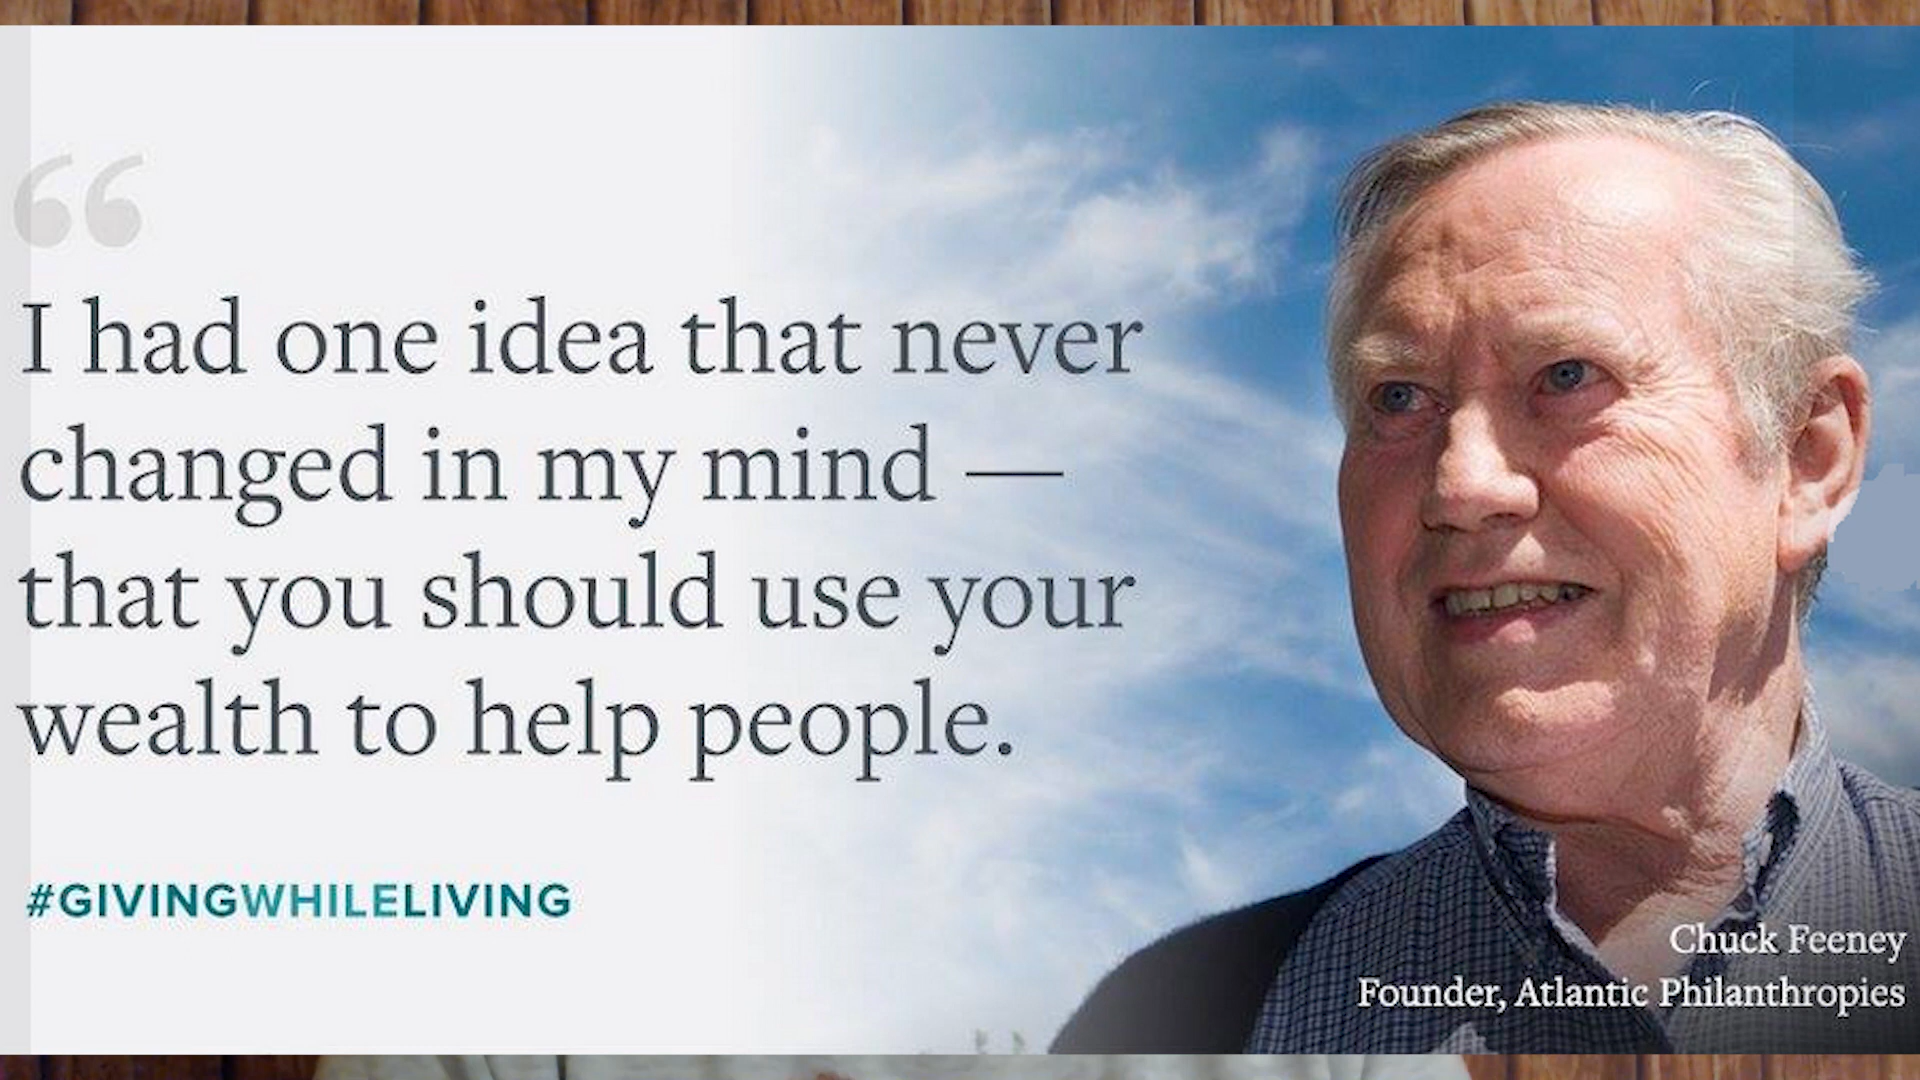 “
I had one idea that never
changed in my mind —
that you should use your
wealth to help people.
#GIVINGWHILELIVING
Chuck Feeney
Founder, Atlantic Philanthropies